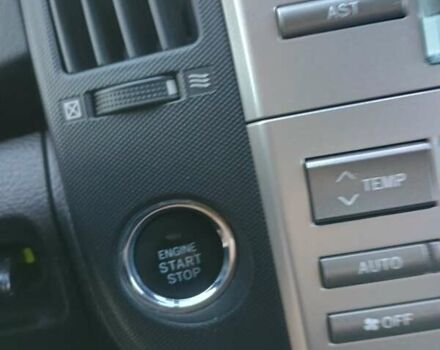 AST
TEMP
ENGINE
START
STOP
AUTO
OFF